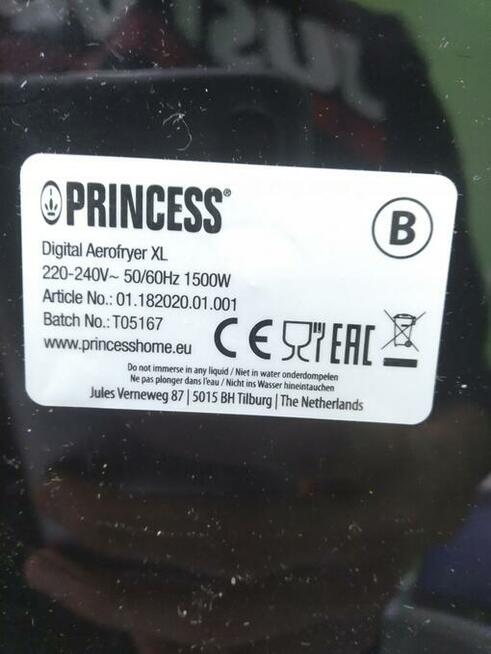 PRINCESS®
B
Digital Aerofryer XL
220-240V~ 50/60Hz 1500W
Article No.: 01.182020.01.001
Batch No.: T05167
www.princesshome.eu
CE EAC
Do not immerse in any liquid / Niet in water onderdompelen
Ne pas plonger dans l'eau / Nicht ins Wasser hineintauchen
Jules Verneweg 87 | 5015 BH Tilburg | The Netherlands